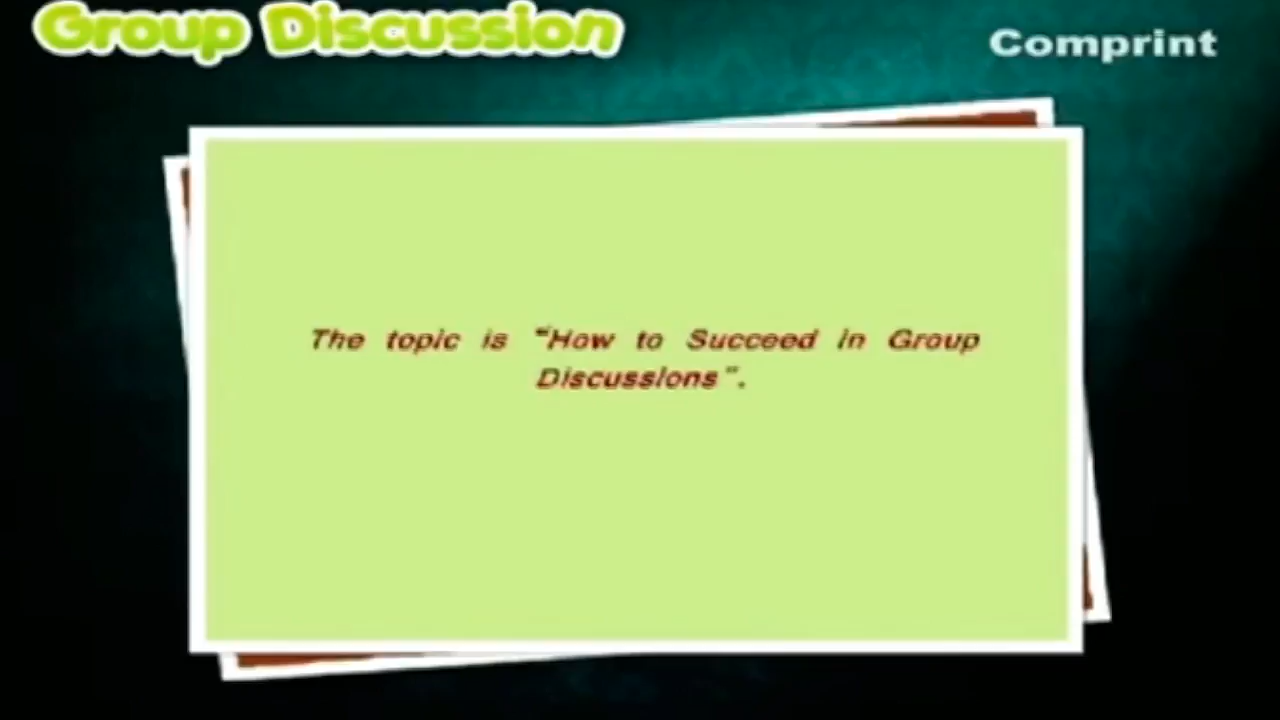 Group Discussion
Comprint
The topic is “How to Succeed in Group
Discussions”.